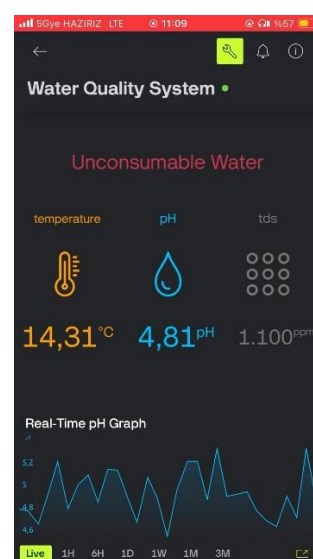 5Gye HAZIRIZ LTE 11:09 %57
Water Quality System
Unconsumable Water
temperature pH tds
14,31°C 4,81pH 1.100ppm
Real-Time pH Graph
5,2
5
4,8
4,6
Live 1H 6H 1D 1W 1M 3M